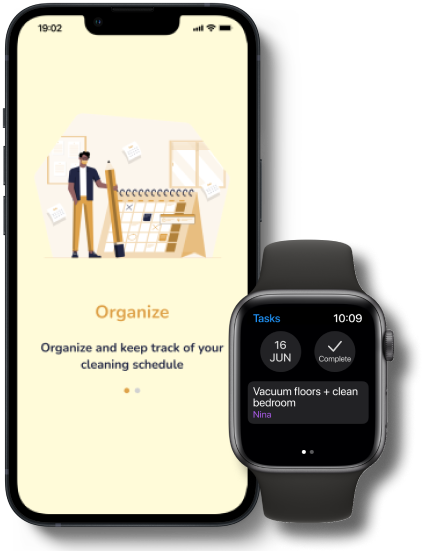 19:02
Organize
Organize and keep track of your
cleaning schedule
Tasks
10:09
16
JUN
Complete
Vacuum floors + clean
bedroom
Nina